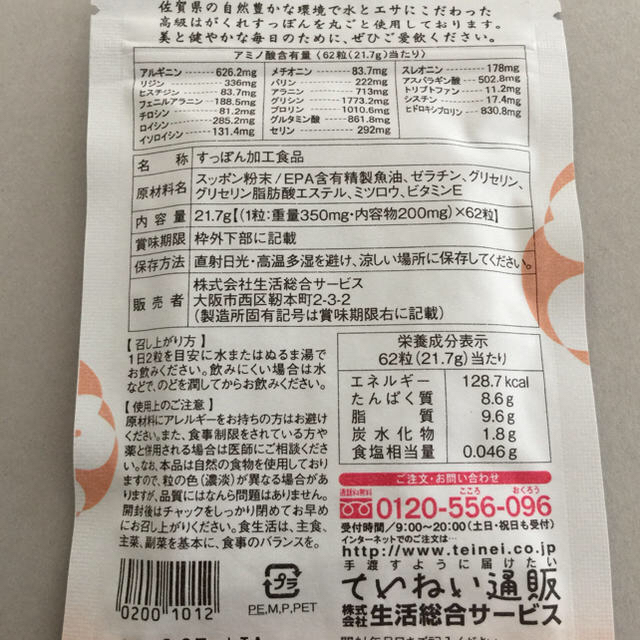 佐賀県の自然豊かな環境で水とエサにこだわった
高級はがくれすっぽんを丸ごと使用しております。
美と健やかな毎日のために、ぜひご愛飲ください。
アミノ酸含有量〈62粒(21.7g)当たり〉
アルギニン 626.2mg
リジン 336mg
ヒスチジン 83.7mg
フェニルアラニン 188.5mg
チロシン 81.2mg
ロイシン 285.2mg
イソロイシン 131.4mg
メチオニン 83.7mg
バリン 222mg
アラニン 713mg
グリシン 1773.2mg
プロリン 1010.6mg
グルタミン酸 861.8mg
セリン 292mg
スレオニン 178mg
アスパラギン酸 502.8mg
トリプトファン 11.2mg
シスチン 17.4mg
ヒドロキシプロリン 830.8mg
名称 すっぽん加工食品
原材料名 スッポン粉末/EPA含有精製魚油、ゼラチン、グリセリン、
グリセリン脂肪酸エステル、ミツロウ、ビタミンE
内容量 21.7g【(1粒:重量350mg・内容物200mg)×62粒】
賞味期限 枠外下部に記載
保存方法 直射日光・高温多湿を避け、涼しい場所に保存してください。
販売者 株式会社生活総合サービス
大阪市西区靭本町2-3-2
(製造所固有記号は賞味期限右に記載)
【召し上がり方】
1日2粒を目安に水またはぬるま湯で
お飲みください。飲みにくい場合は水
などで、のどを潤してからお飲みください。
【使用上のご注意】
原材料にアレルギーをお持ちの方はお避け
ください。また、食事制限をされている方や
薬と併用される場合は医師にご相談くださ
い。なお、本品は自然の食物を使用しており
ますので、粒の色(濃淡)が異なる場合があ
りますが、品質にはなんら問題はありません。
開封後はチャックをしっかり閉めてお早め
にお召し上がりください。食生活は、主食、
主菜、副菜を基本に、食事のバランスを。
栄養成分表示
62粒(21.7g)当たり
エネルギー 128.7kcal
たんぱく質 8.6g
脂質 9.6g
炭水化物 1.8g
食塩相当量 0.046g
ご注文・お問い合わせ
通話料無料 こころ おくろう
0120-556-096
受付時間/9:00~20:00(土日・祝日も受付)
インターネットでのご注文は…
http://www.teinei.co.jp
手渡すように届けたい
ていねい通販
株式会社 生活総合サービス
プラ
P.E,M,P,PET
0200 1012